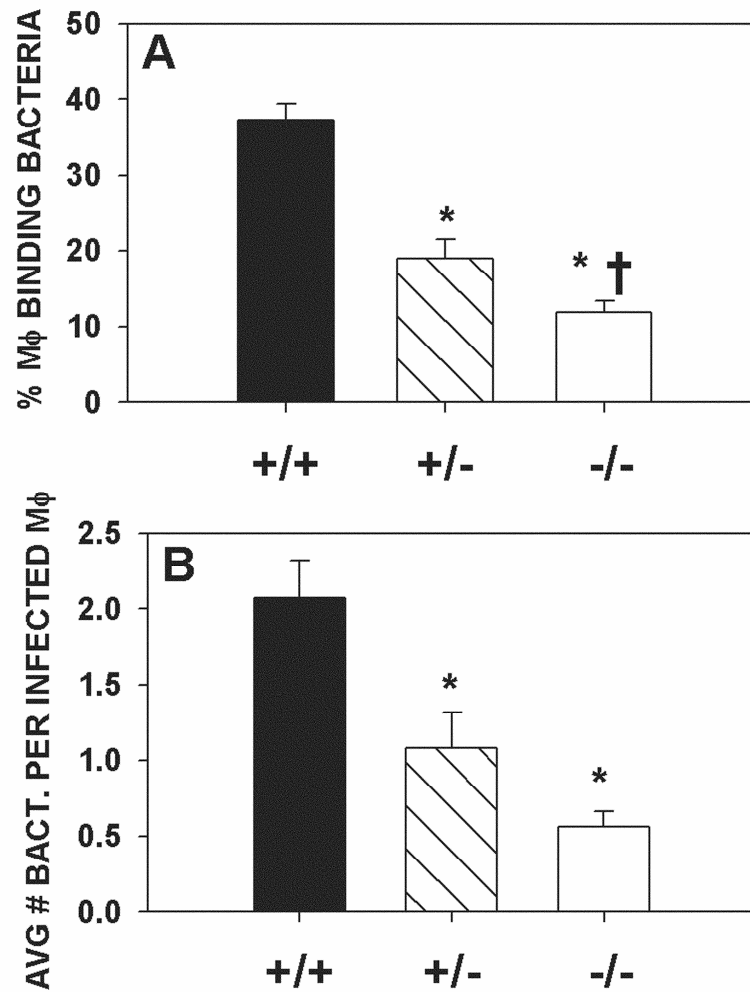 A
% Mϕ BINDING BACTERIA
50
40
30
20
10
0
*
* †
+/+ +/- -/-
B
AVG # BACT. PER INFECTED Mϕ
2.5
2.0
1.5
1.0
0.5
0.0
*
*
+/+ +/- -/-